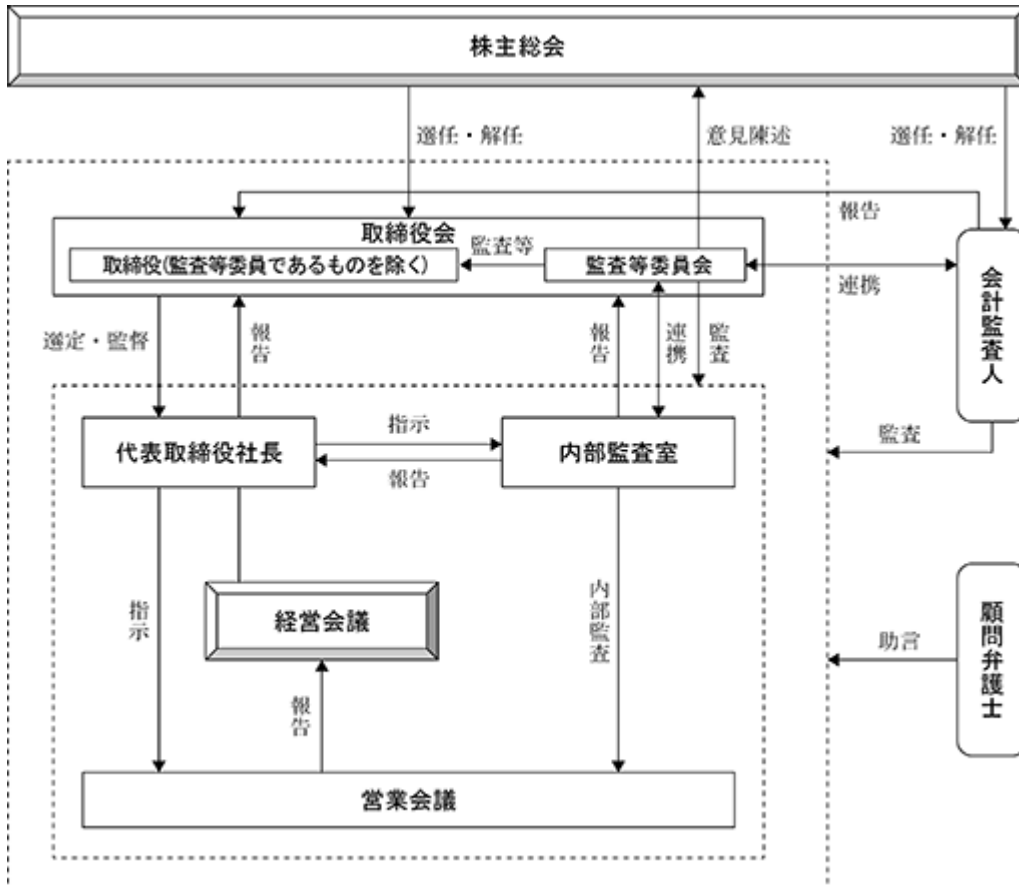 株主総会
選任・解任
意見陳述
選任・解任
報告
取締役会
取締役(監査等委員であるものを除く)
監査等
監査等委員会
連携
会計監査人
選定・監督
報告
報告
連携
監査
代表取締役社長
指示
報告
内部監査室
監査
指示
経営会議
内部監査
助言
顧問弁護士
報告
営業会議